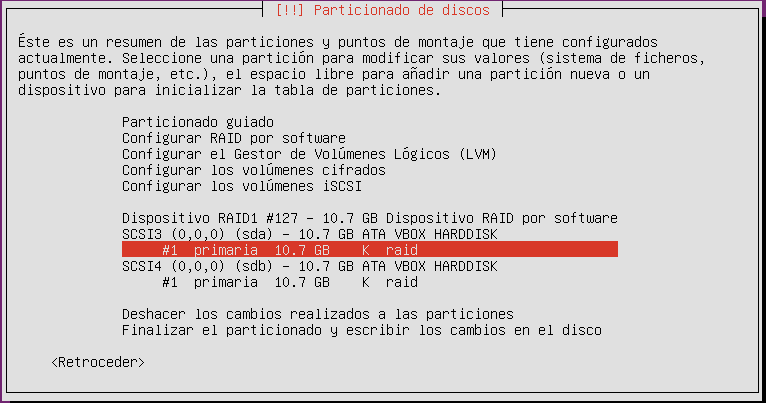 [!!] Particionado de discos
Éste es un resumen de las particiones y puntos de montaje que tiene configurados
actualmente. Seleccione una partición para modificar sus valores (sistema de ficheros,
puntos de montaje, etc.), el espacio libre para añadir una partición nueva o un
dispositivo para inicializar la tabla de particiones.
Particionado guiado
Configurar RAID por software
Configurar el Gestor de Volúmenes Lógicos (LVM)
Configurar los volúmenes cifrados
Configurar los volúmenes iSCSI
Dispositivo RAID1 #127 – 10.7 GB Dispositivo RAID por software
SCSI3 (0,0,0) (sda) – 10.7 GB ATA VBOX HARDDISK
#1 primaria 10.7 GB K raid
SCSI4 (0,0,0) (sdb) – 10.7 GB ATA VBOX HARDDISK
#1 primaria 10.7 GB K raid
Deshacer los cambios realizados a las particiones
Finalizar el particionado y escribir los cambios en el disco
<Retroceder>